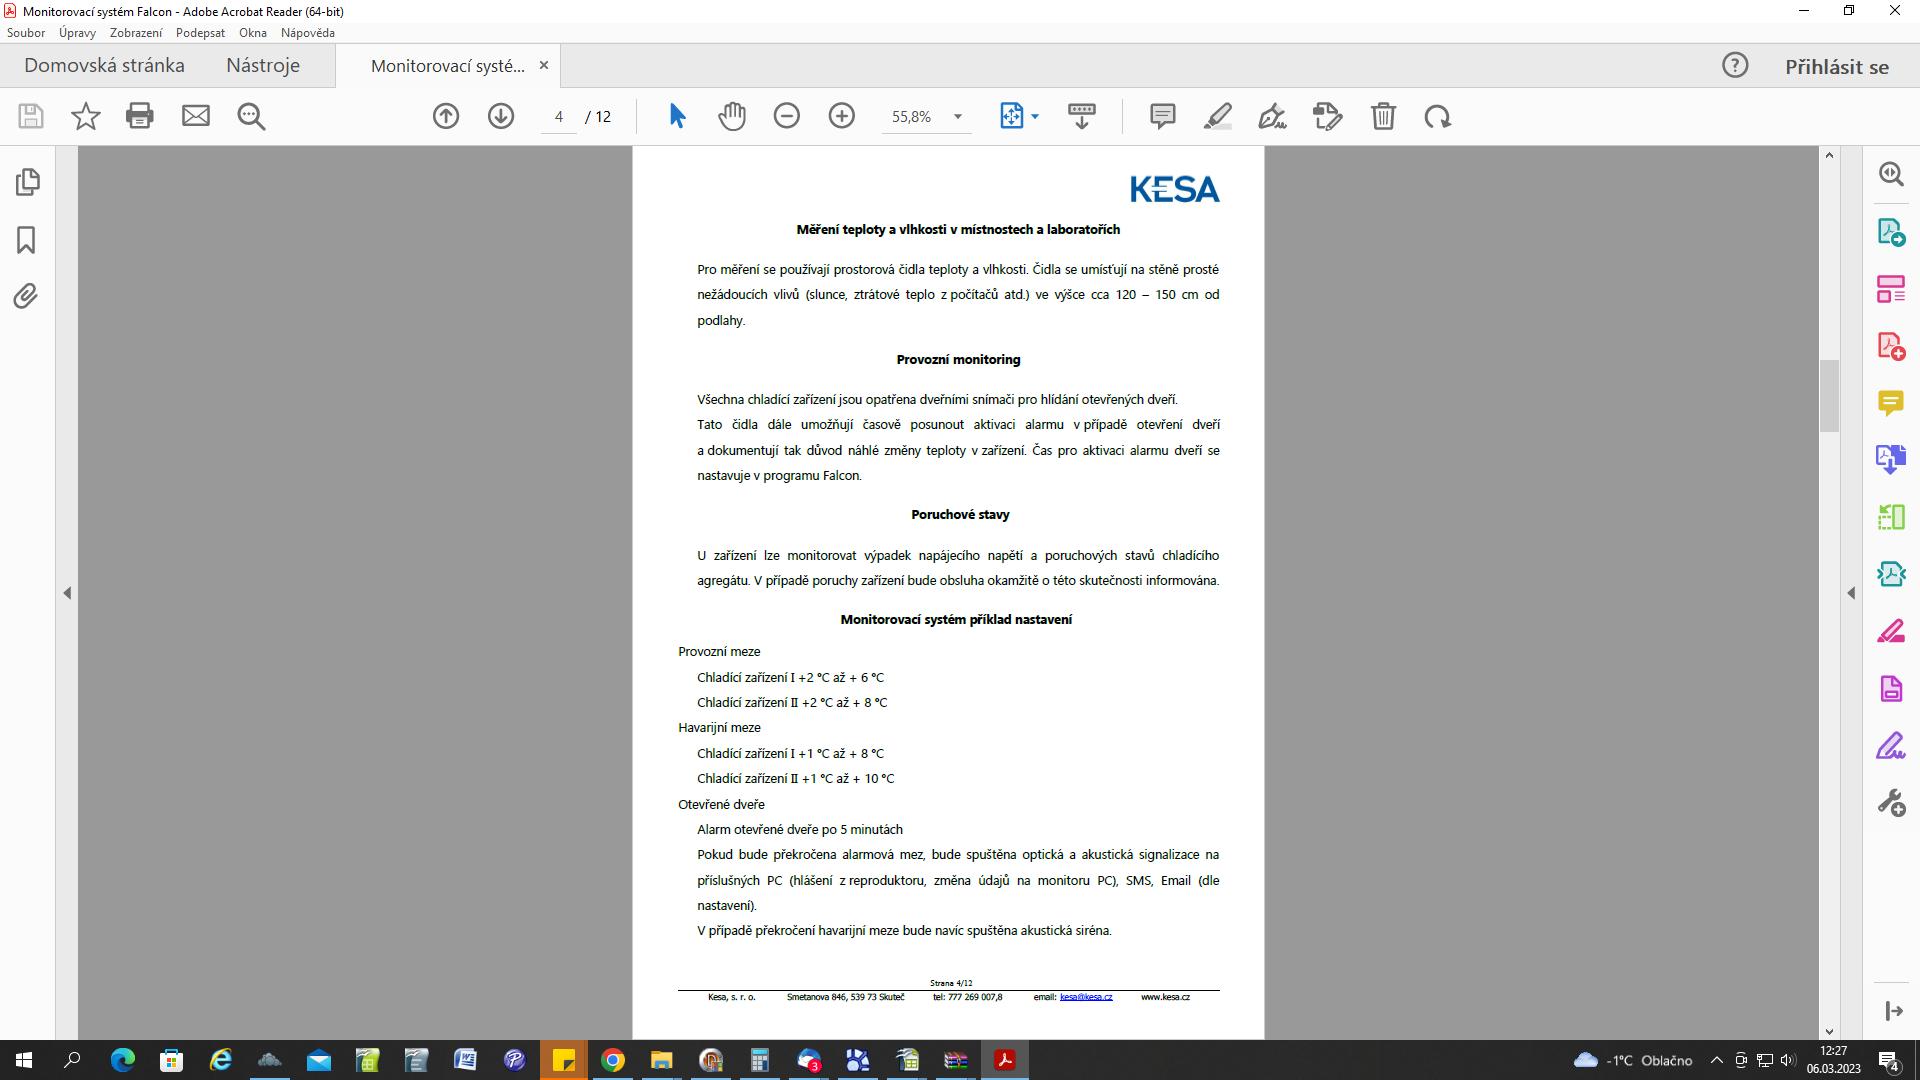 Monitorovací systém Falcon - Adobe Acrobat Reader (64-bit)
Soubor Úpravy Zobrazení Podepsat Okna Nápověda
Domovská stránka Nástroje Monitorovací systé... Přihlásit se
4 / 12 55,8%
KESA
Měření teploty a vlhkosti v místnostech a laboratořích
Pro měření se používají prostorová čidla teploty a vlhkosti. Čidla se umísťují na stěně prosté
nežádoucích vlivů (slunce, ztrátové teplo z počítačů atd.) ve výšce cca 120 – 150 cm od
podlahy.
Provozní monitoring
Všechna chladící zařízení jsou opatřena dveřními snímači pro hlídání otevřených dveří.
Tato čidla dále umožňují časově posunout aktivaci alarmu v případě otevření dveří
a dokumentují tak důvod náhlé změny teploty v zařízení. Čas pro aktivaci alarmu dveří se
nastavuje v programu Falcon.
Poruchové stavy
U zařízení lze monitorovat výpadek napájecího napětí a poruchových stavů chladícího
agregátu. V případě poruchy zařízení bude obsluha okamžitě o této skutečnosti informována.
Monitorovací systém příklad nastavení
Provozní meze
Chladící zařízení I +2 °C až + 6 °C
Chladící zařízení II +2 °C až + 8 °C
Havarijní meze
Chladící zařízení I +1 °C až + 8 °C
Chladící zařízení II +1 °C až + 10 °C
Otevřené dveře
Alarm otevřené dveře po 5 minutách
Pokud bude překročena alarmová mez, bude spuštěna optická a akustická signalizace na
příslušných PC (hlášení z reproduktoru, změna údajů na monitoru PC), SMS, Email (dle
nastavení).
V případě překročení havarijní meze bude navíc spuštěna akustická siréna.
Strana 4/12
Kesa, s. r. o. Smetanova 846, 539 73 Skuteč tel: 777 269 007,8 email: kesa@kesa.cz www.kesa.cz
3
-1°C Oblačno
12:27
06.03.2023
4